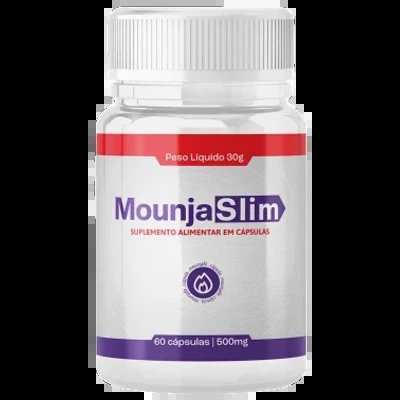 Peso Líquido 30g
MounjaSlim
SUPLEMENTO ALIMENTAR EM CÁPSULAS
60 cápsulas | 500mg